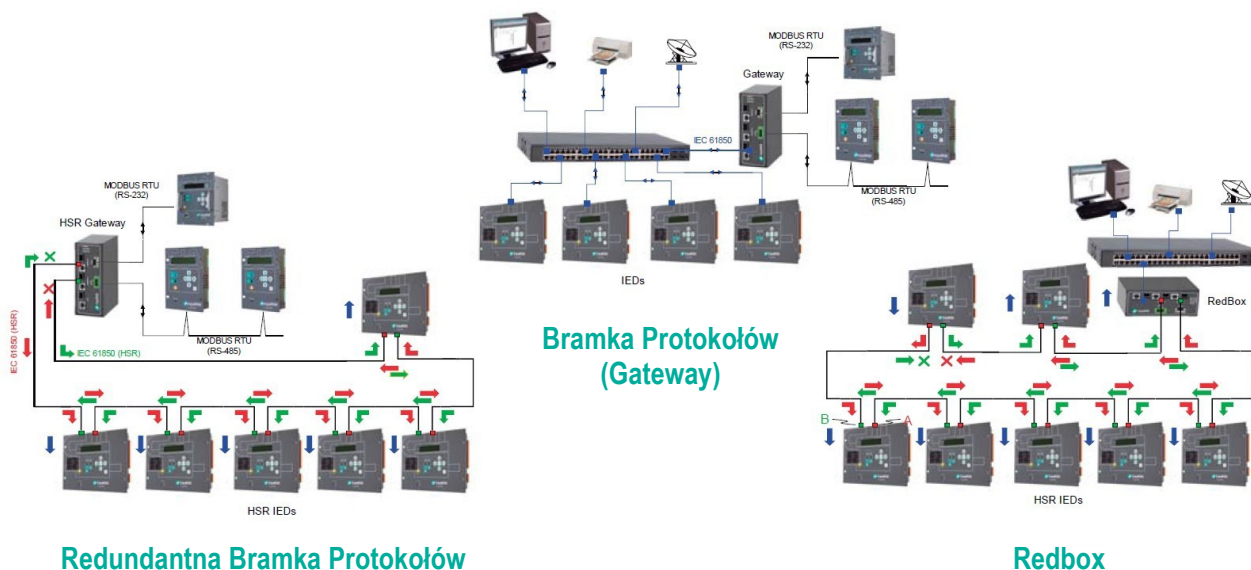 MODBUS RTU
(RS-232)
Gateway
IEC 61850
MODBUS RTU
(RS-485)
IEDs
Bramka Protokołów
(Gateway)
MODBUS RTU
(RS-232)
HSR Gateway
MODBUS RTU
(RS-485)
IEC 61850 (HSR)
IEC 61850 (HSR)
HSR IEDs
Redundantna Bramka Protokołów
RedBox
B
A
HSR IEDs
Redbox